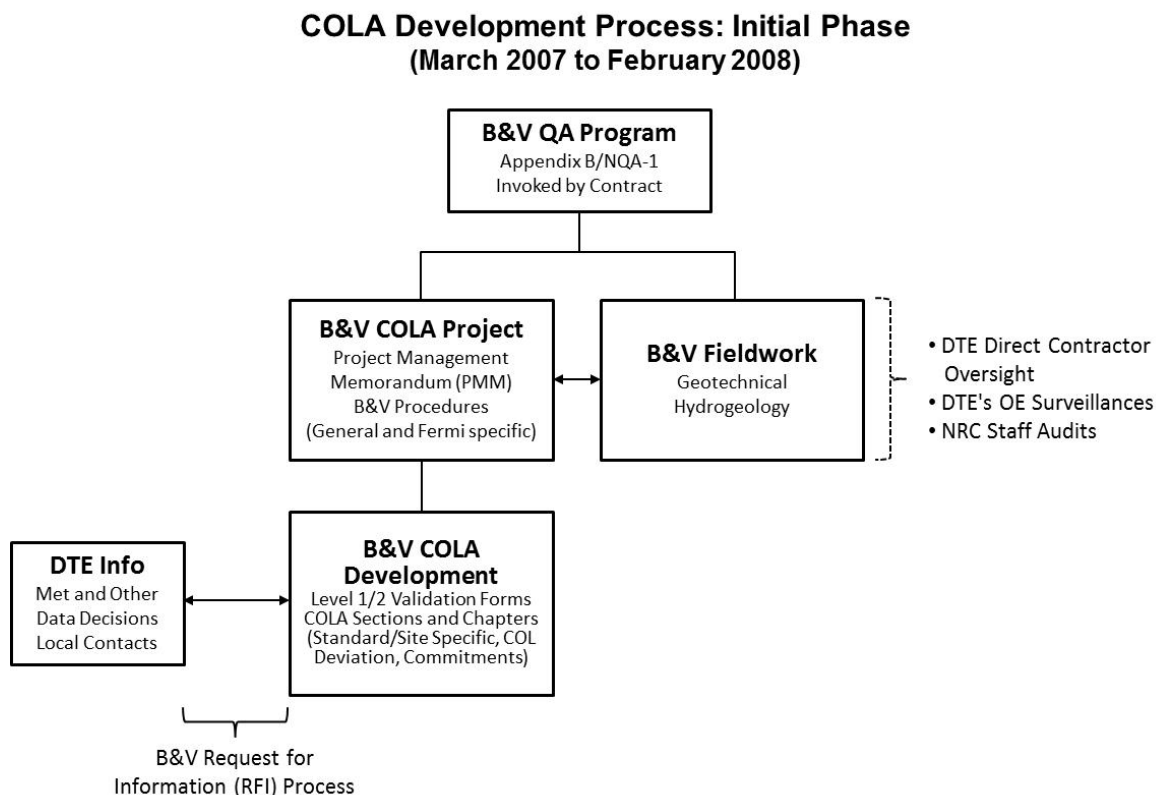 COLA Development Process: Initial Phase
(March 2007 to February 2008)
B&V QA Program
Appendix B/NQA-1
Invoked by Contract
B&V COLA Project
Project Management
Memorandum (PMM)
B&V Procedures
(General and Fermi specific)
B&V Fieldwork
Geotechnical
Hydrogeology
• DTE Direct Contractor
Oversight
• DTE's OE Surveillances
• NRC Staff Audits
DTE Info
Met and Other
Data Decisions
Local Contacts
B&V COLA
Development
Level 1/2 Validation Forms
COLA Sections and Chapters
(Standard/Site Specific, COL
Deviation, Commitments)
B&V Request for
Information (RFI) Process